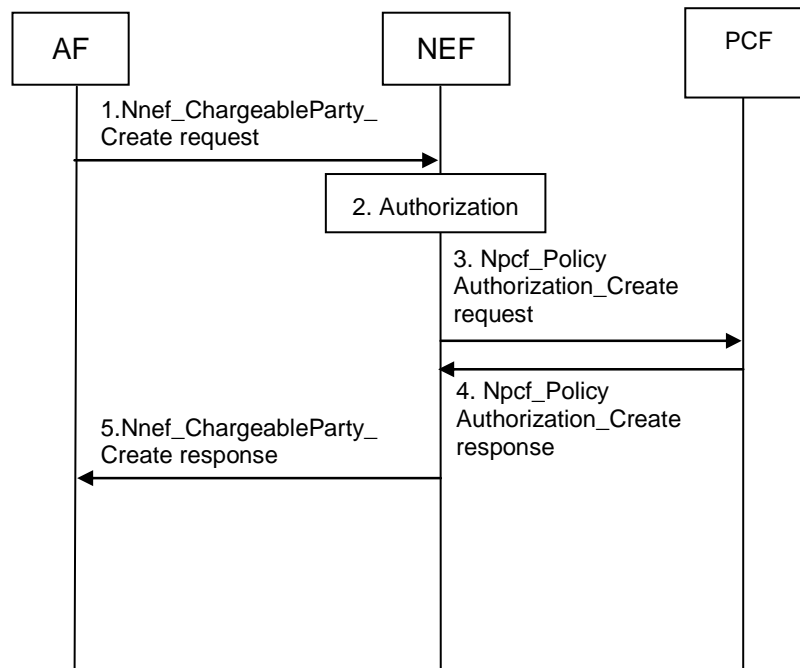 AF
NEF
PCF
1.Nnef_ChargeableParty_
Create request
2. Authorization
3. Npcf_Policy
Authorization_Create
request
4. Npcf_Policy
Authorization_Create
response
5.Nnef_ChargeableParty_
Create response